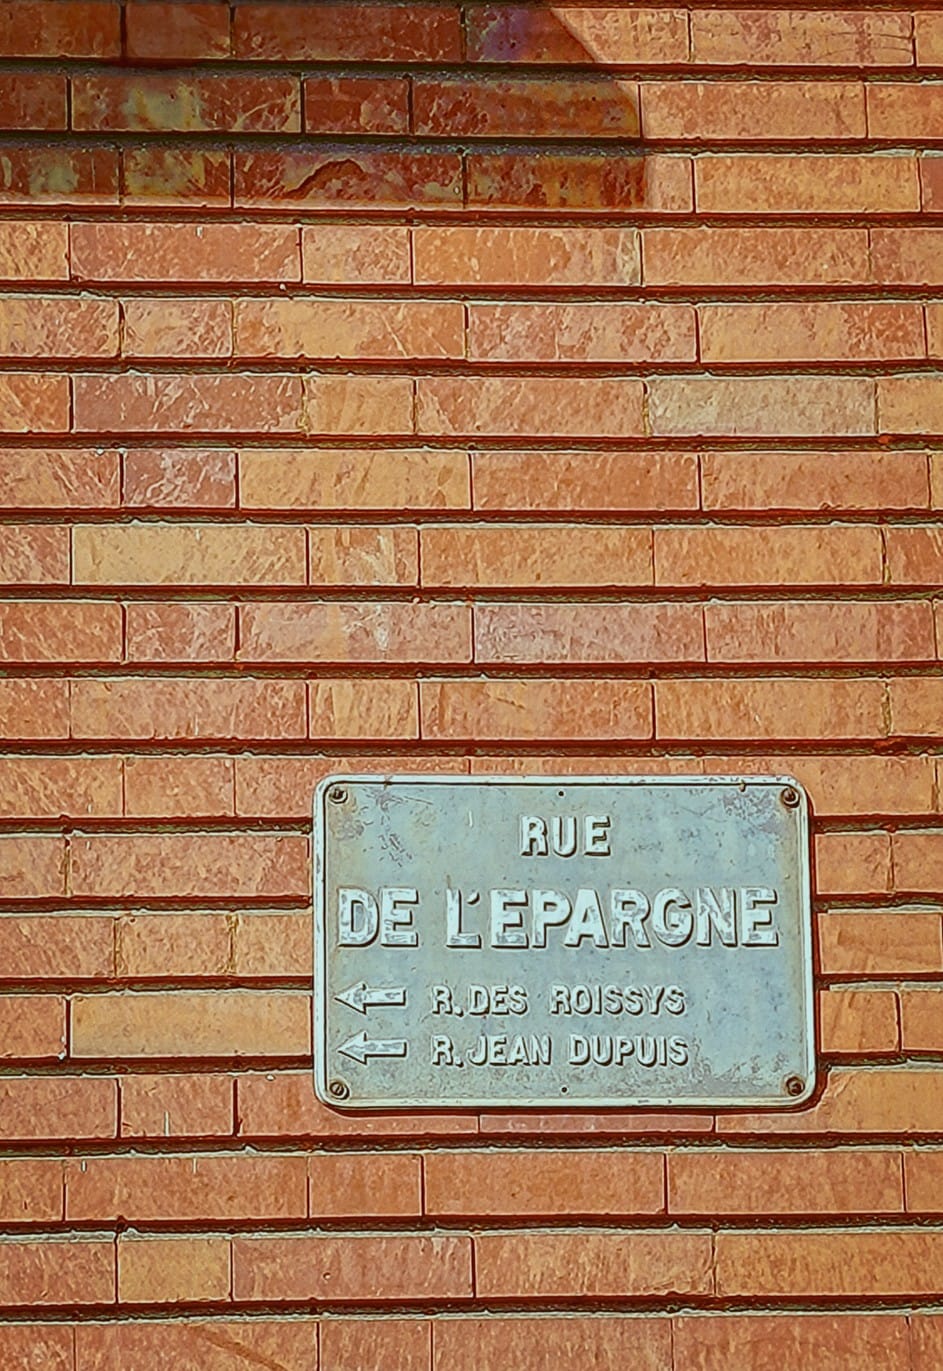 RUE
DE L'EPARGNE
← R. DES ROISSYS
← R. JEAN DUPUIS